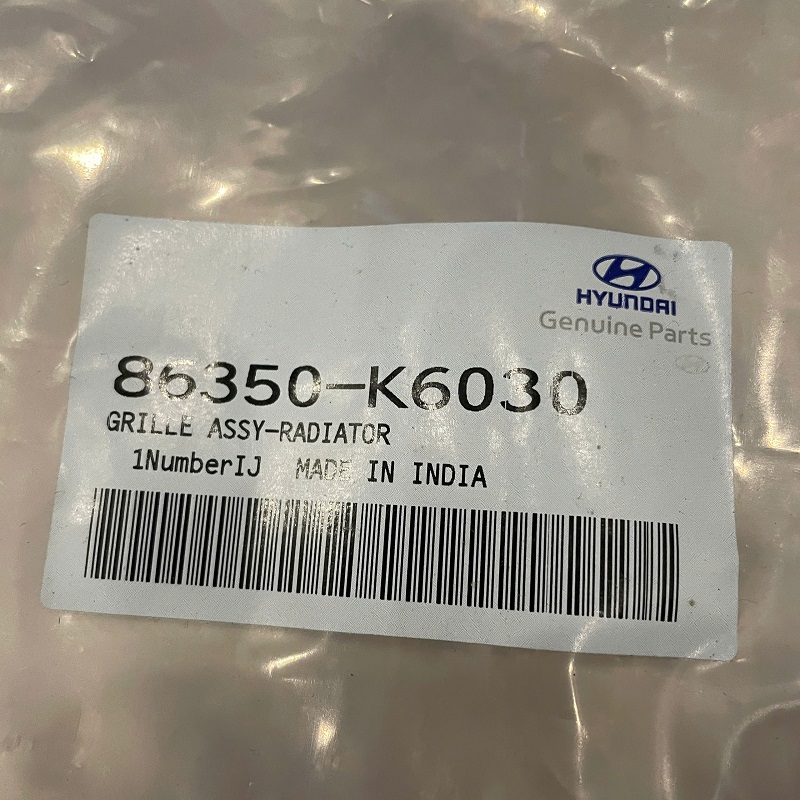 HYUNDAI
Genuine Parts
86350-K6030
GRILLE ASSY-RADIATOR
1NumberIJ MADE IN INDIA